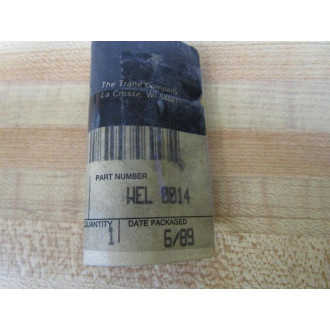 The Trane Company
La Crosse, WI
PART NUMBER
WEL 0014
QUANTITY
DATE PACKAGED
1
6/89